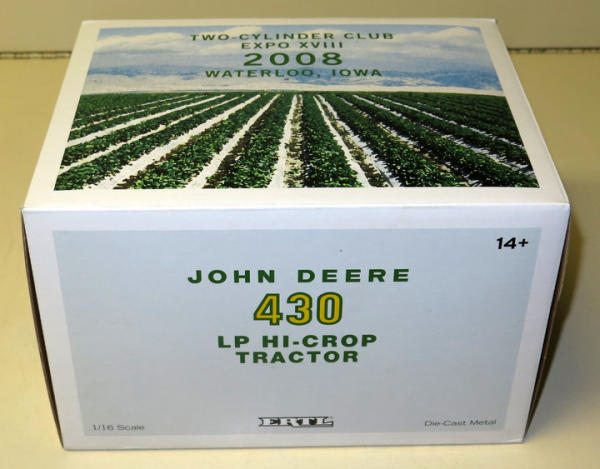 TWO-CYLINDER CLUB
EXPO XVIII
2008
WATERLOO, IOWA
14+
JOHN DEERE
430
LP HI-CROP
TRACTOR
1/16 Scale
ERTL
Die-Cast Metal